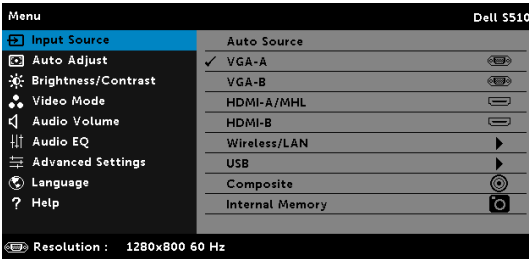 Menu Dell S510
Input Source
Auto Adjust
Brightness/Contrast
Video Mode
Audio Volume
Audio EQ
Advanced Settings
Language
? Help
Auto Source
✓ VGA-A
VGA-B
HDMI-A/MHL
HDMI-B
Wireless/LAN
USB
Composite
Internal Memory
Resolution : 1280x800 60 Hz